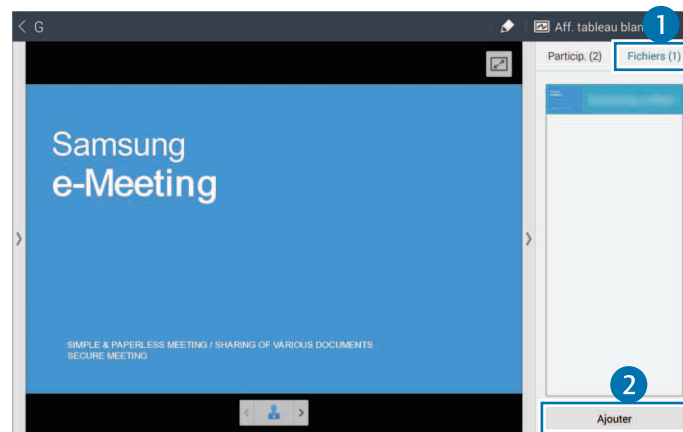 G
Aff. tableau blan
1
Particip. (2)
Fichiers (1)
Samsung
e-Meeting
SIMPLE & PAPERLESS MEETING / SHARING OF VARIOUS DOCUMENTS
SECURE MEETING
2
Ajouter